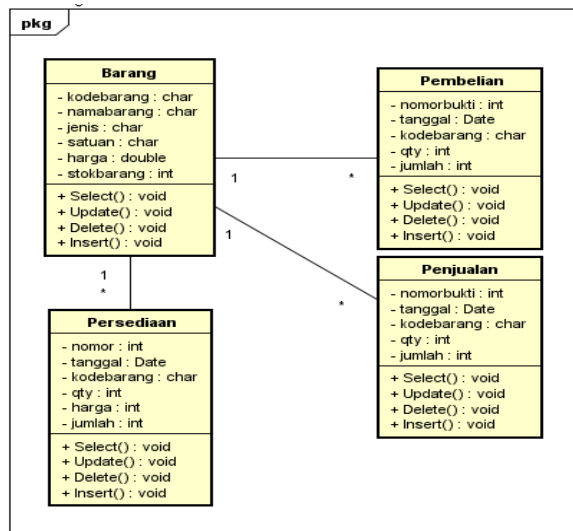 pkg
Barang
- kodebarang : char
- namabarang : char
- jenis : char
- satuan : char
- harga : double
- stokbarang : int
+ Select() : void
+ Update() : void
+ Delete() : void
+ Insert() : void
Pembelian
- nomorbukti : int
- tanggal : Date
- kodebarang : char
- qty : int
- jumlah : int
+ Select() : void
+ Update() : void
+ Delete() : void
+ Insert() : void
1
*
1
*
1
*
Penjualan
- nomorbukti : int
- tanggal : Date
- kodebarang : char
- qty : int
- jumlah : int
+ Select() : void
+ Update() : void
+ Delete() : void
+ Insert() : void
Persediaan
- nomor : int
- tanggal : Date
- kodebarang : char
- qty : int
- harga : int
- jumlah : int
+ Select() : void
+ Update() : void
+ Delete() : void
+ Insert() : void